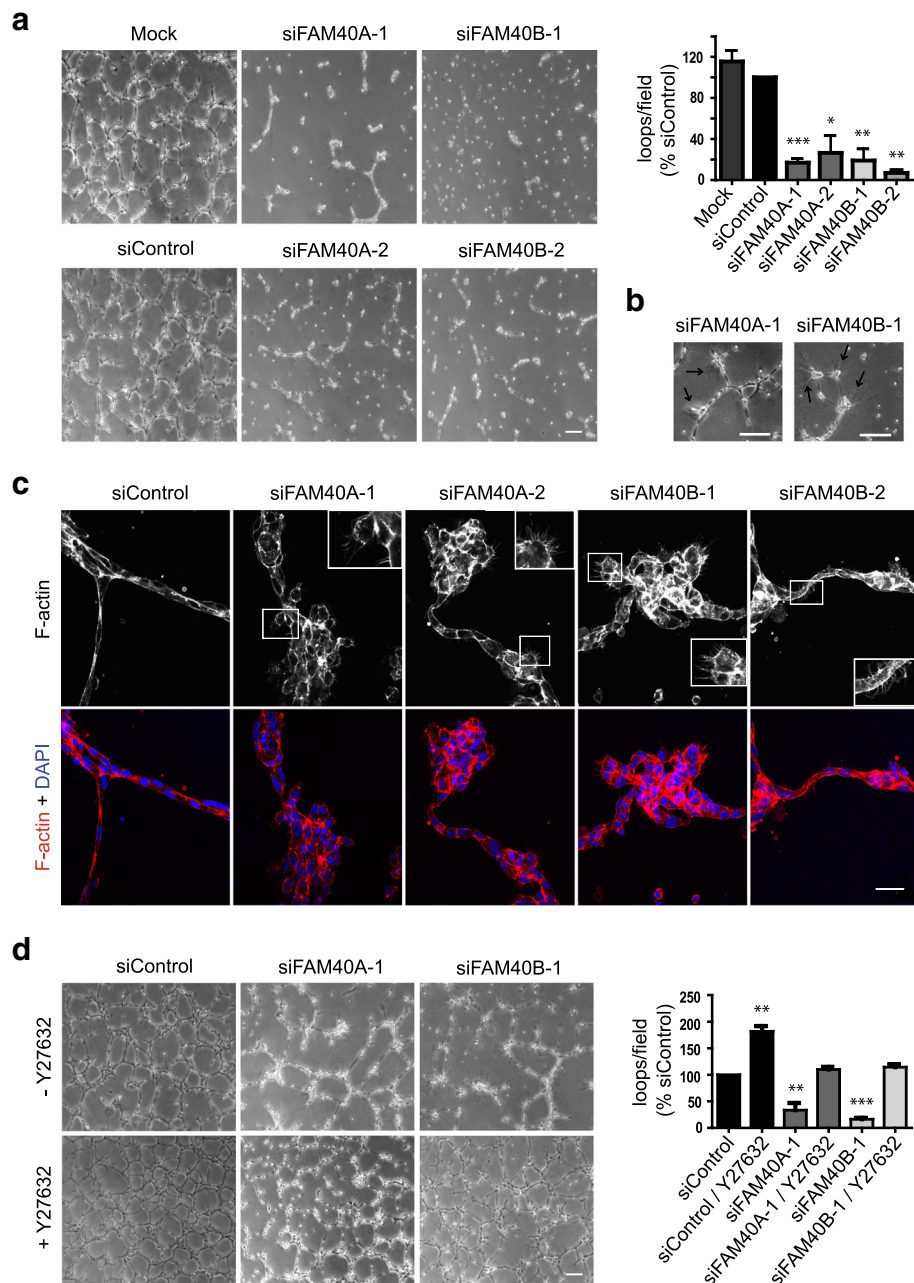 a
Mock
siFAM40A-1
siFAM40B-1
siControl
siFAM40A-2
siFAM40B-2
loops/field
(% siControl)
120
80
40
0
***
*
**
**
Mock
siControl
siFAM40A-1
siFAM40A-2
siFAM40B-1
siFAM40B-2
b
siFAM40A-1
siFAM40B-1
c
siControl
siFAM40A-1
siFAM40A-2
siFAM40B-1
siFAM40B-2
F-actin
F-actin + DAPI
d
siControl
siFAM40A-1
siFAM40B-1
- Y27632
+ Y27632
loops/field
(% siControl)
250
200
150
100
50
0
**
**
***
siControl
siControl / Y27632
siFAM40A-1
siFAM40A-1 / Y27632
siFAM40B-1
siFAM40B-1 / Y27632